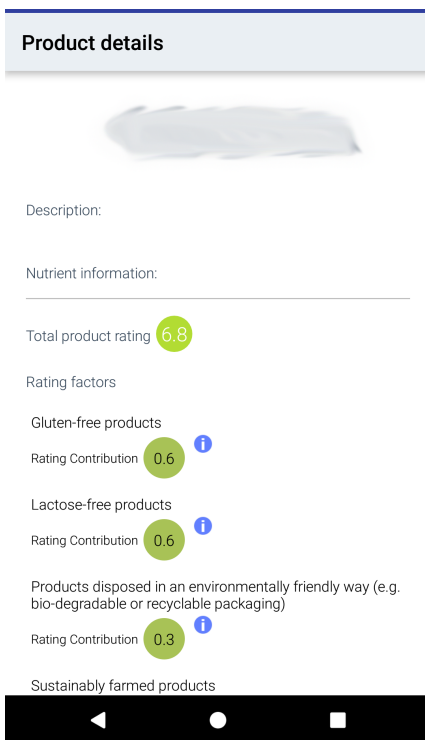 Product details
Description:
Nutrient information:
Total product rating 6.8
Rating factors
Gluten-free products
Rating Contribution 0.6 i
Lactose-free products
Rating Contribution 0.6 i
Products disposed in an environmentally friendly way (e.g.
bio-degradable or recyclable packaging)
Rating Contribution 0.3 i
Sustainably farmed products